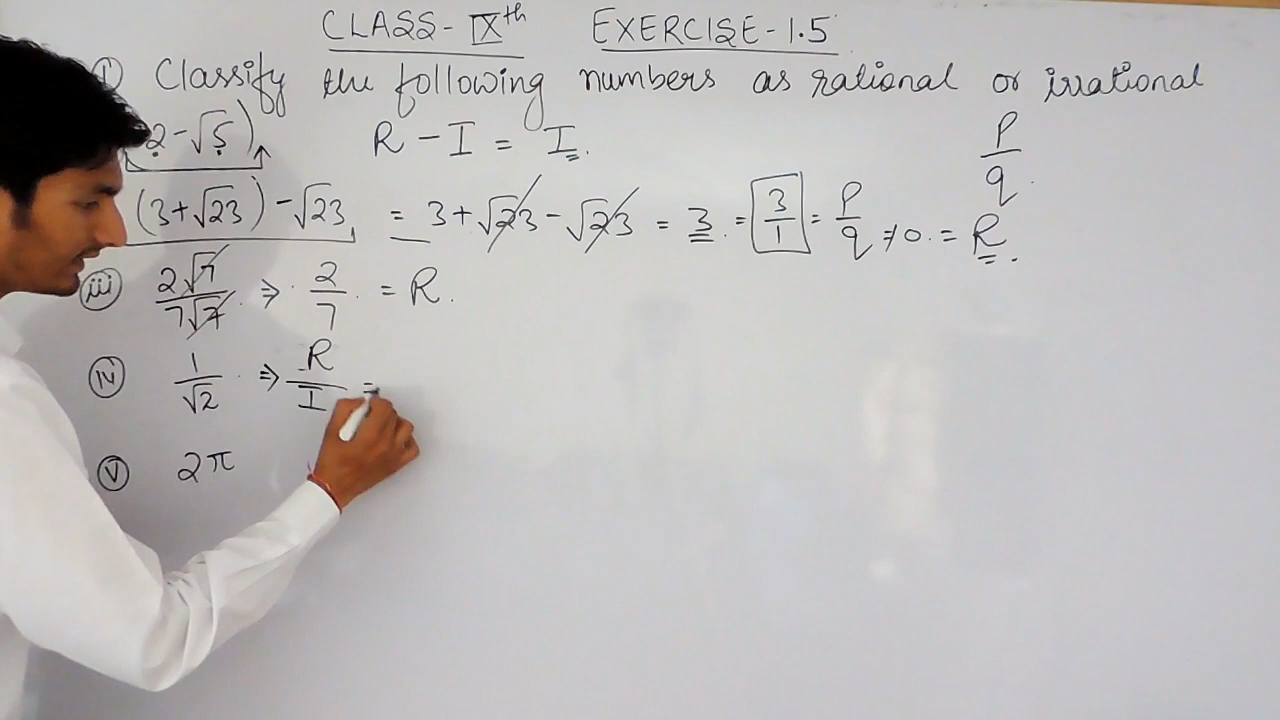 CLASS-IXth EXERCISE-1.5
① Classify the following numbers as rational or irrational
2-√5) R - I = I.
(3+√23)-√23 = 3+√23-√23 = 3. = 3/1 = P/q ≠0. = R.
P/q.
iii 2√7/7√7 ⇒ 2/7 = R.
iv 1/√2 ⇒ R/I =
v 2π